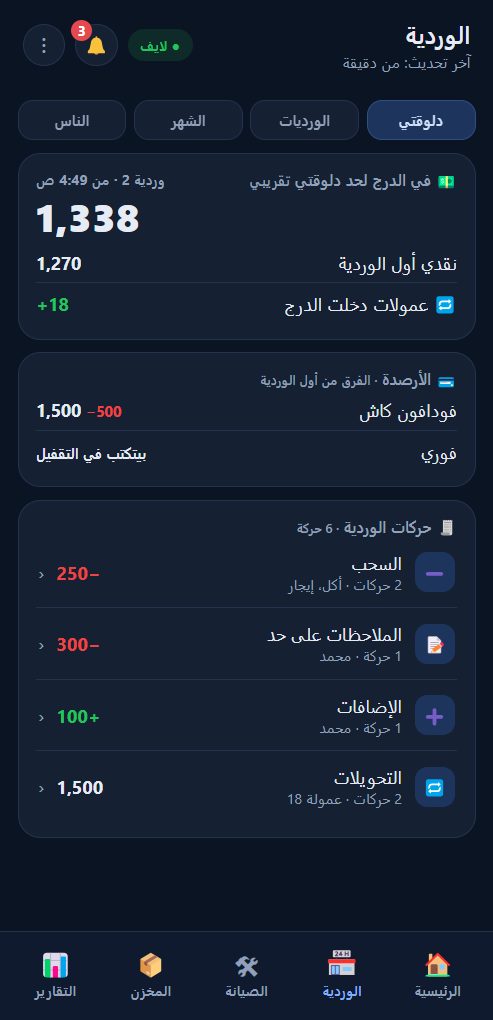 الوردية
آخر تحديث: من دقيقة
لايف
3
دلوقتي
الورديات
الشهر
الناس
في الدرج لحد دلوقتي تقريبي
وردية 2 · من 4:49 ص
1,338
نقدي أول الوردية 1,270
عمولات دخلت الدرج +18
الأرصدة · الفرق من أول الوردية
فودافون كاش −500 1,500
فوري بيتكتب في التقفيل
حركات الوردية · 6 حركة
السحب −250
2 حركات · أكل، إيجار
الملاحظات على حد −300
1 حركة · محمد
الإضافات +100
1 حركة · محمد
التحويلات 1,500
2 حركات · عمولة 18
24 H
الرئيسية
الوردية
الصيانة
المخزن
التقارير